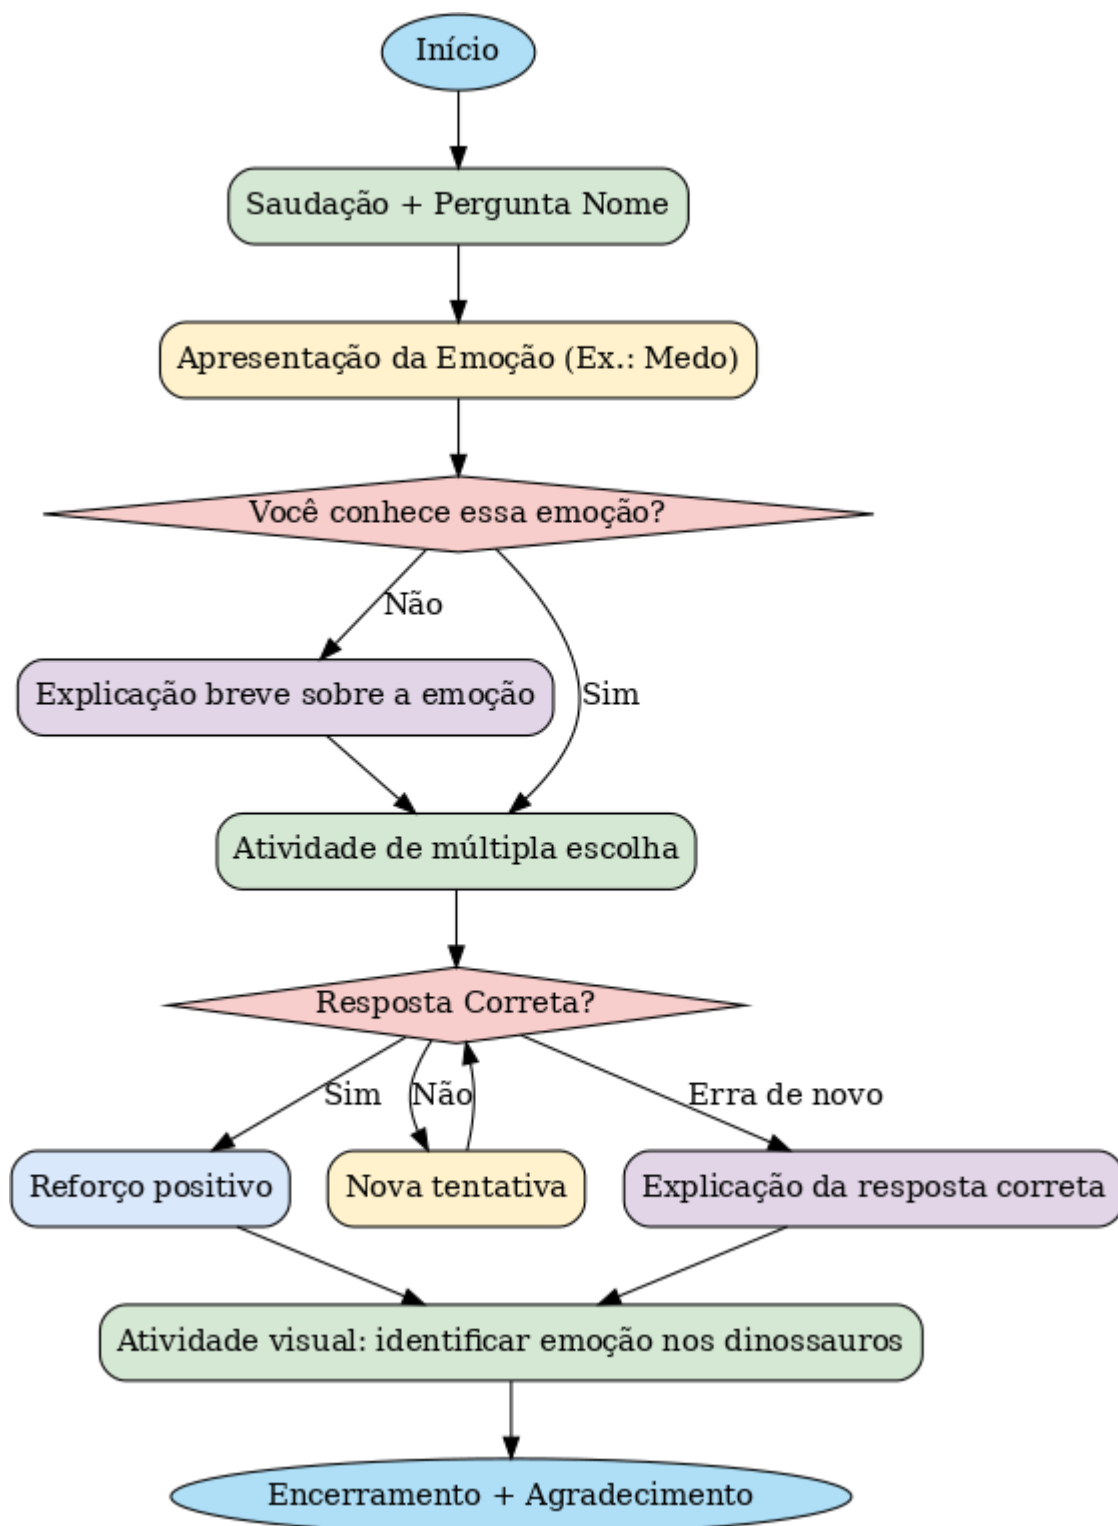 Início
Saudação + Pergunta Nome
Apresentação da Emoção (Ex.: Medo)
Você conhece essa emoção?
Não
Explicação breve sobre a emoção
Sim
Atividade de múltipla escolha
Resposta Correta?
Sim
Não
Erra de novo
Reforço positivo
Nova tentativa
Explicação da resposta correta
Atividade visual: identificar emoção nos dinossauros
Encerramento + Agradecimento